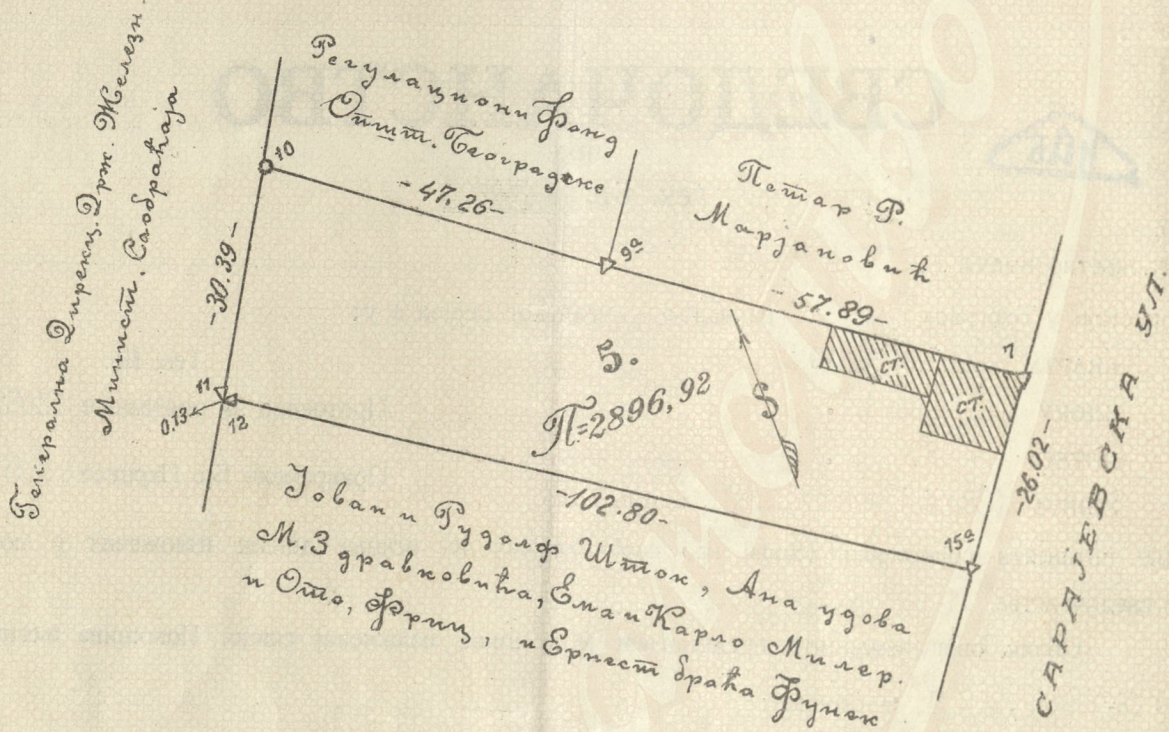 Регулациони Фонд
Општ. Београдске
Петар Р.
Марјановић
Генерална Дирекц. Држ. Железн.
Минист. Саобраћаја
10
-47.26-
9а
-57.89-
7
-30.39-
5.
П=2896,92
ст.
ст.
11
0.13
12
-102.80-
15а
-26.02-
САРАЈЕВСКА УЛ.
Јован и Рудолф Шток, Ана удова
М. Здравковића, Ема и Карло Милер.
и Ото, Фриц, и Ернест браћа Функ